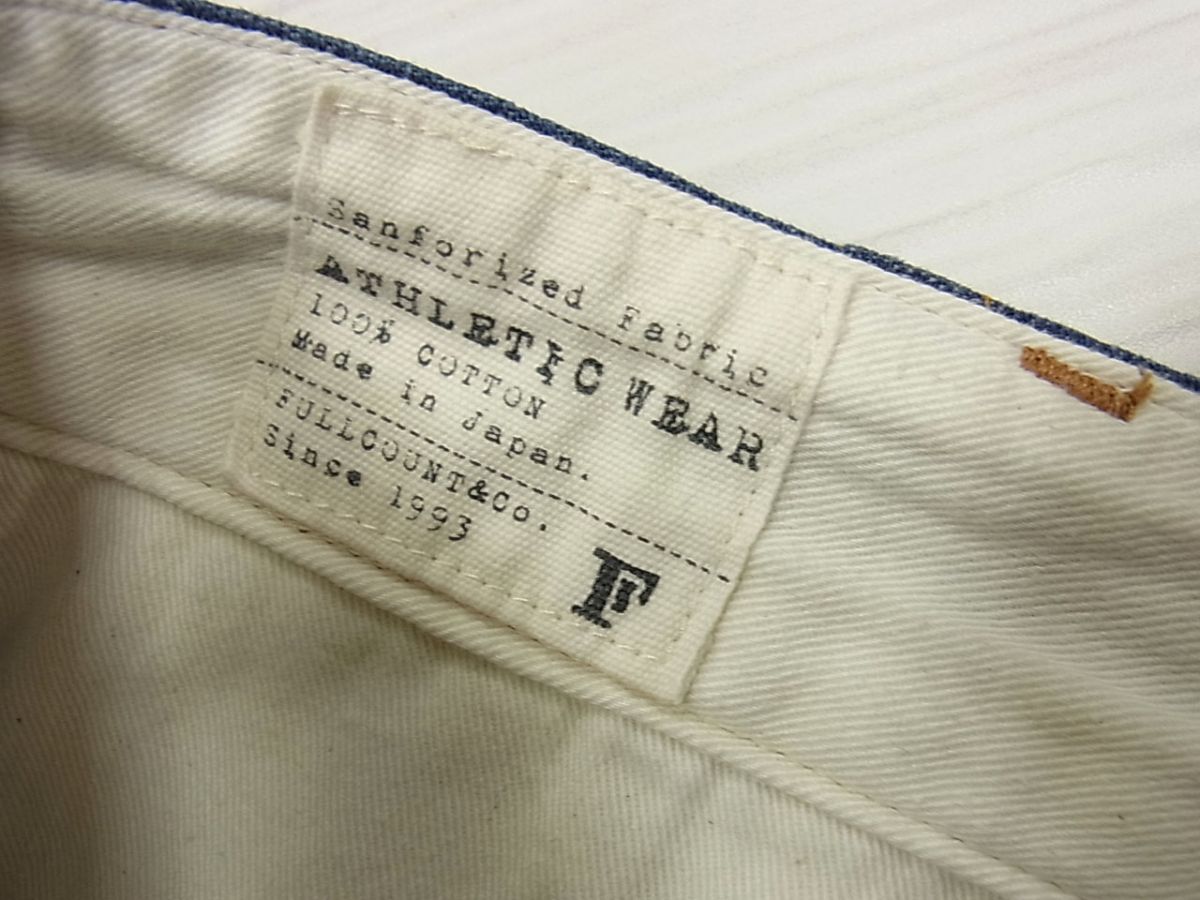 Sanforized Fabric
ATHLETIC WEAR
100% COTTON
Made in Japan.
FULLCOUNT&Co.
Since 1993
F